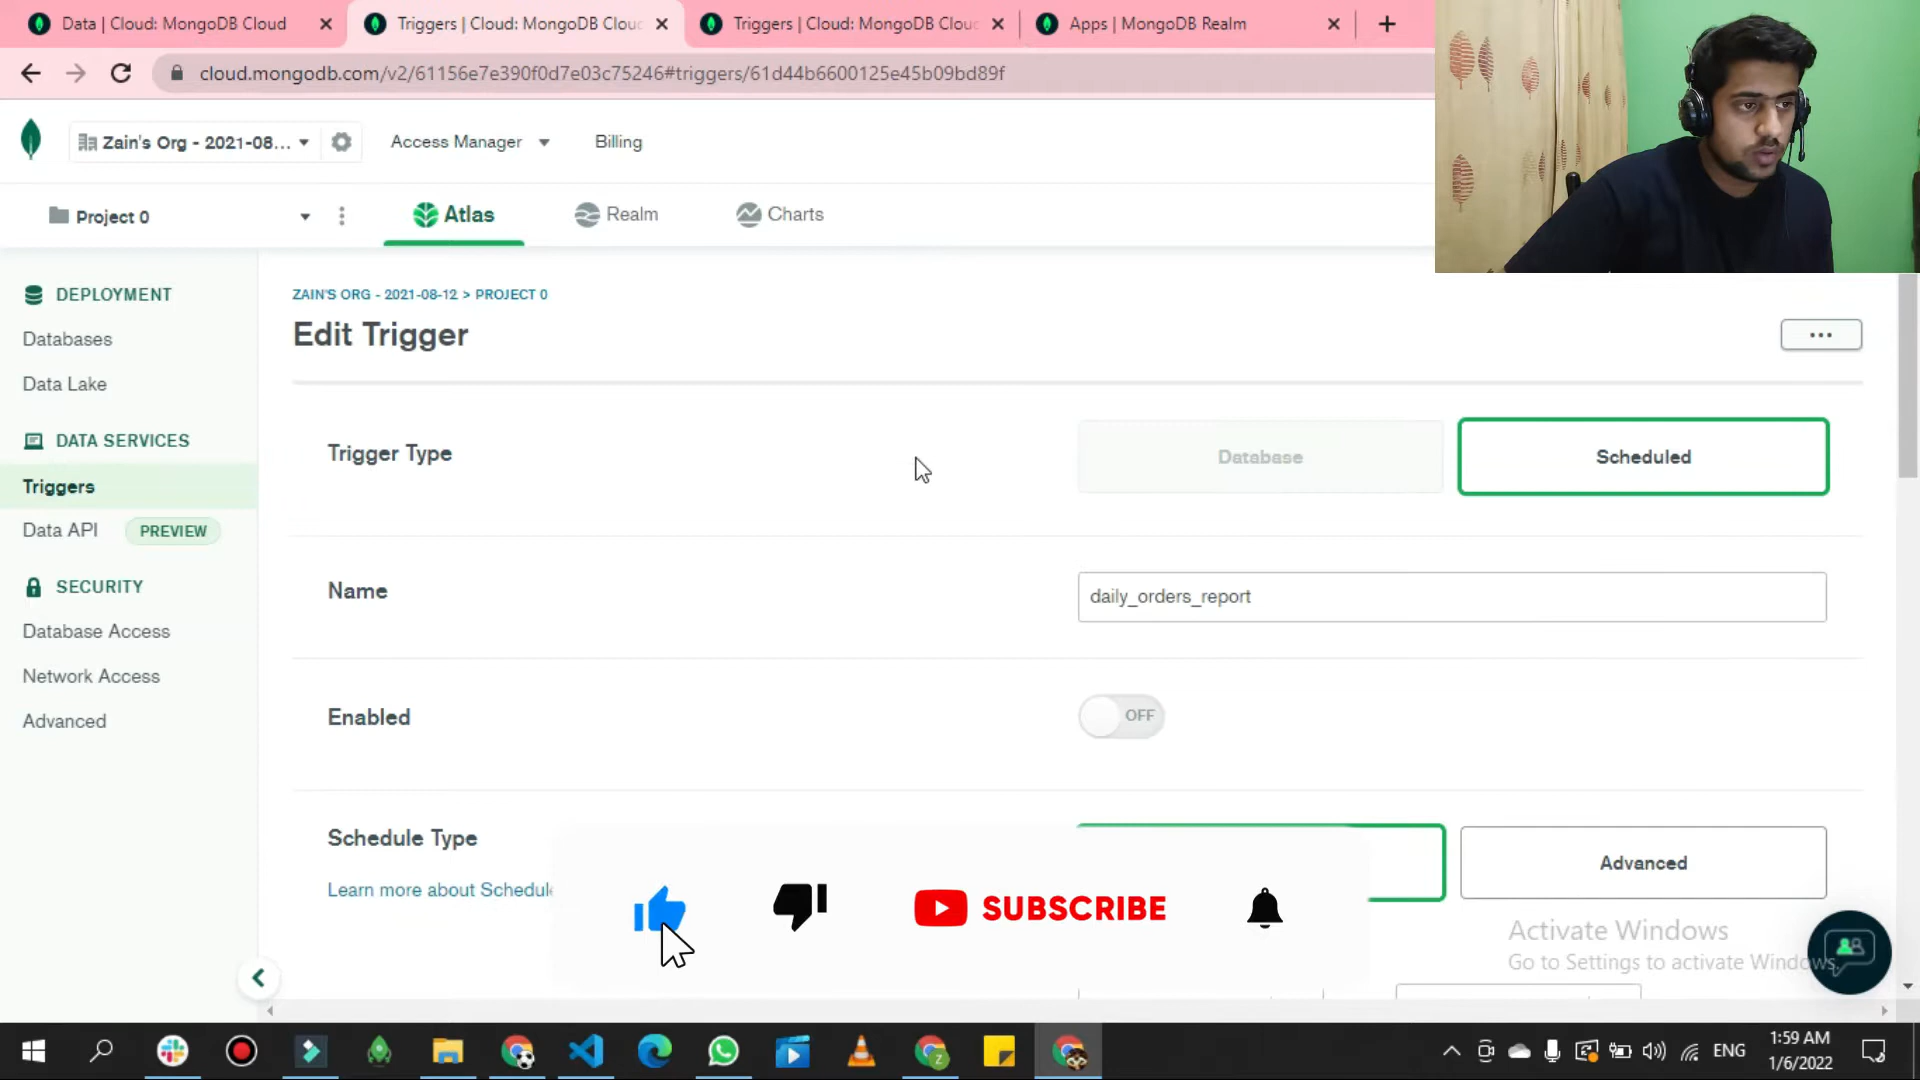 Data | Cloud: MongoDB Cloud
Triggers | Cloud: MongoDB Clou
Triggers | Cloud: MongoDB Clou
Apps | MongoDB Realm
cloud.mongodb.com/v2/61156e7e390f0d7e03c75246#triggers/61d44b6600125e45b09bd89f
Zain's Org - 2021-08...
Access Manager
Billing
Project 0
Atlas
Realm
Charts
DEPLOYMENT
Databases
Data Lake
DATA SERVICES
Triggers
Data API PREVIEW
SECURITY
Database Access
Network Access
Advanced
ZAIN'S ORG - 2021-08-12 > PROJECT 0
Edit Trigger
...
Trigger Type
Database
Scheduled
Name
daily_orders_report
Enabled
OFF
Schedule Type
Learn more about Schedul
Advanced
SUBSCRIBE
Activate Windows
Go to Settings to activate Windows.
ENG
1:59 AM
1/6/2022